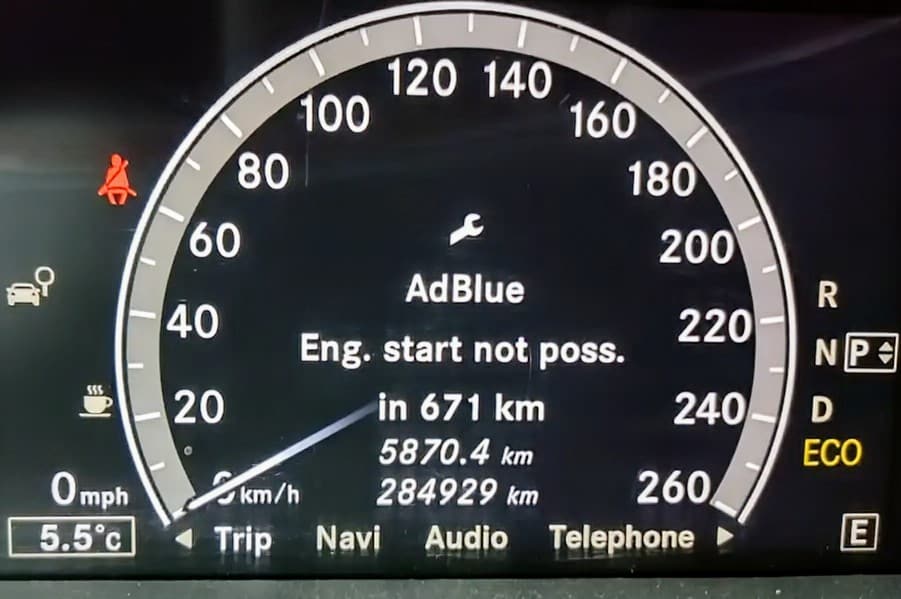 120 140
100 160
80 180
60 200
AdBlue
R
40 220
Eng. start not poss.
N P
20 in 671 km 240 D
5870.4 km
ECO
0 mph 0 km/h 284929 km 260
5.5°c Trip Navi Audio Telephone E